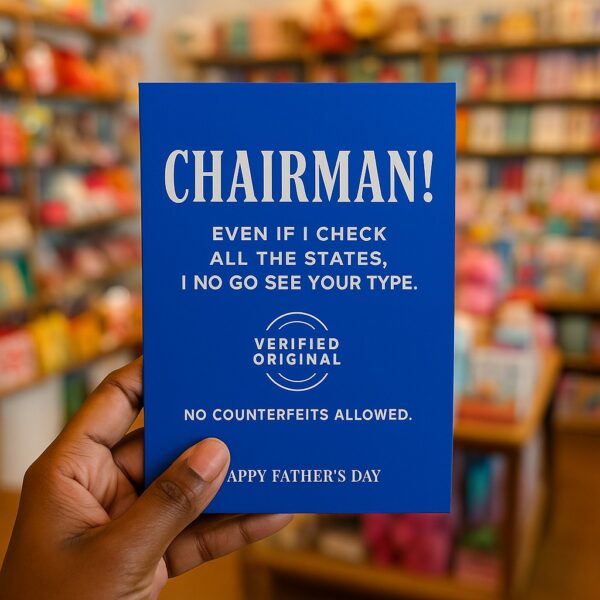 CHAIRMAN!
EVEN IF I CHECK
ALL THE STATES,
I NO GO SEE YOUR TYPE.
VERIFIED
ORIGINAL
NO COUNTERFEITS ALLOWED.
APPY FATHER'S DAY